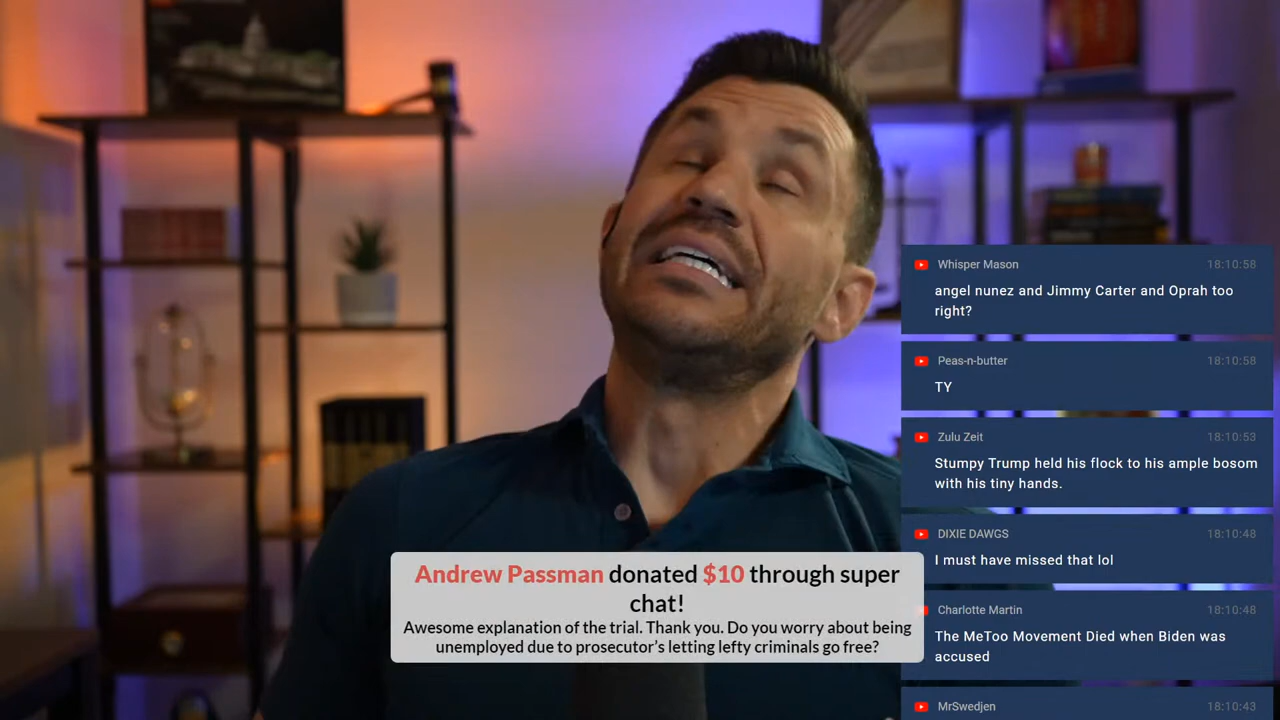 Whisper Mason 18:10:58
angel nunez and Jimmy Carter and Oprah too
right?
Peas-n-butter 18:10:58
TY
Zulu Zeit 18:10:53
Stumpy Trump held his flock to his ample bosom
with his tiny hands.
DIXIE DAWGS 18:10:48
I must have missed that lol
Charlotte Martin 18:10:48
The MeToo Movement Died when Biden was
accused
MrSwedjen 18:10:43
Andrew Passman donated $10 through super
chat!
Awesome explanation of the trial. Thank you. Do you worry about being
unemployed due to prosecutor's letting lefty criminals go free?